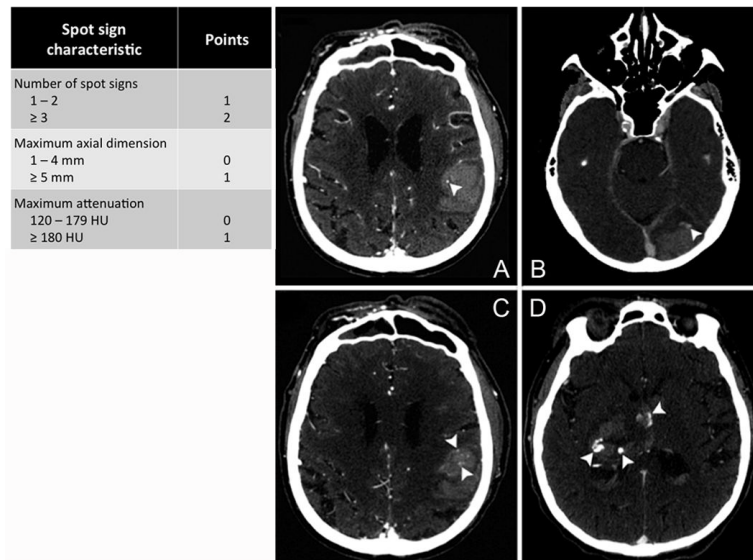 Spot sign characteristic Points
Number of spot signs
1 – 2 1
≥ 3 2
Maximum axial dimension
1 – 4 mm 0
≥ 5 mm 1
Maximum attenuation
120 – 179 HU 0
≥ 180 HU 1
A
B
C
D